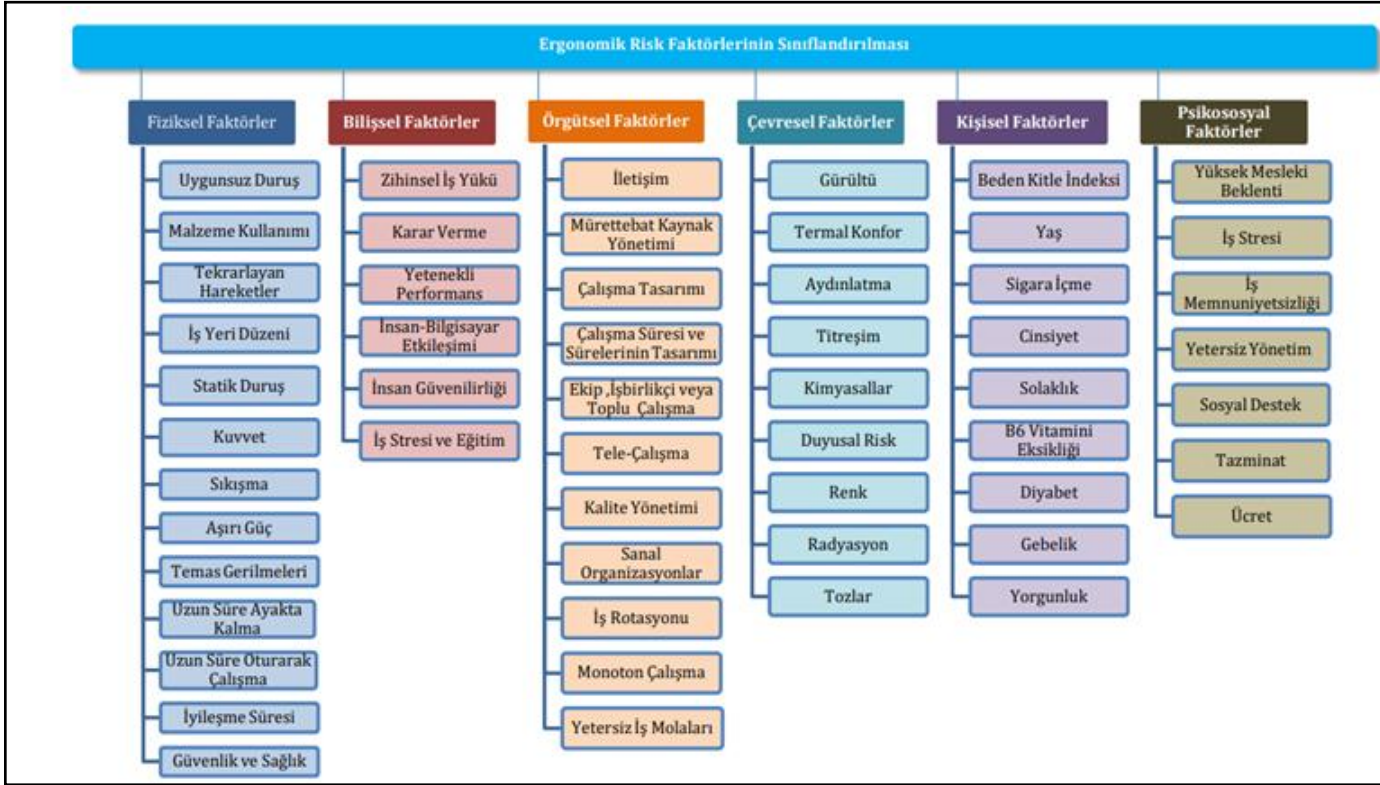 Ergonomik Risk Faktörlerinin Sınıflandırılması
Fiziksel Faktörler
Uygunsuz Duruş
Malzeme Kullanımı
Tekrarlayan
Hareketler
İş Yeri Düzeni
Statik Duruş
Kuvvet
Sıkışma
Aşırı Güç
Temas Gerilmeleri
Uzun Süre Ayakta
Kalma
Uzun Süre Oturarak
Çalışma
İyileşme Süresi
Güvenlik ve Sağlık
Bilişsel Faktörler
Zihinsel İş Yükü
Karar Verme
Yetenekli
Performans
İnsan-Bilgisayar
Etkileşimi
İnsan Güvenilirliği
İş Stresi ve Eğitim
Örgütsel Faktörler
İletişim
Mürettebat Kaynak
Yönetimi
Çalışma Tasarımı
Çalışma Süresi ve
Sürelerinin Tasarımı
Ekip ,İşbirlikçi veya
Toplu Çalışma
Tele-Çalışma
Kalite Yönetimi
Sanal
Organizasyonlar
İş Rotasyonu
Monoton Çalışma
Yetersiz İş Molaları
Çevresel Faktörler
Gürültü
Termal Konfor
Aydınlatma
Titreşim
Kimyasallar
Duyusal Risk
Renk
Radyasyon
Tozlar
Kişisel Faktörler
Beden Kitle İndeksi
Yaş
Sigara İçme
Cinsiyet
Solaklık
B6 Vitamini
Eksikliği
Diyabet
Gebelik
Yorgunluk
Psikososyal
Faktörler
Yüksek Mesleki
Beklenti
İş Stresi
İş
Memnuniyetsizliği
Yetersiz Yönetim
Sosyal Destek
Tazminat
Ücret